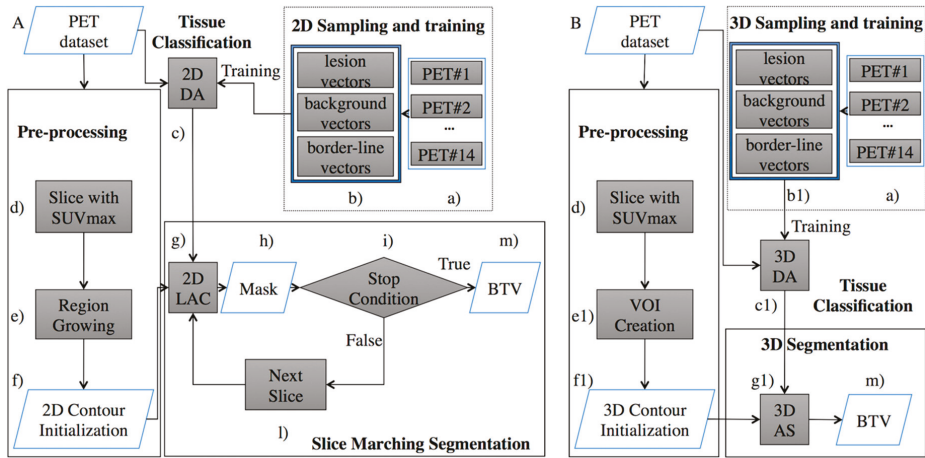 A
PET
dataset
Tissue
Classification
2D Sampling and training
2D
DA
Training
lesion
vectors
background
vectors
border-line
vectors
PET#1
PET#2
...
PET#14
b)
a)
c)
Pre-processing
d)
Slice with
SUVmax
e)
Region
Growing
f)
2D Contour
Initialization
g)
h)
i)
m)
2D
LAC
Mask
Stop
Condition
True
BTV
False
Next
Slice
l)
Slice Marching Segmentation
B
PET
dataset
3D Sampling and training
lesion
vectors
background
vectors
border-line
vectors
PET#1
PET#2
...
PET#14
b1)
a)
Training
Pre-processing
d)
Slice with
SUVmax
3D
DA
Tissue
Classification
c1)
e1)
VOI
Creation
f1)
3D Contour
Initialization
3D Segmentation
g1)
m)
3D
AS
BTV